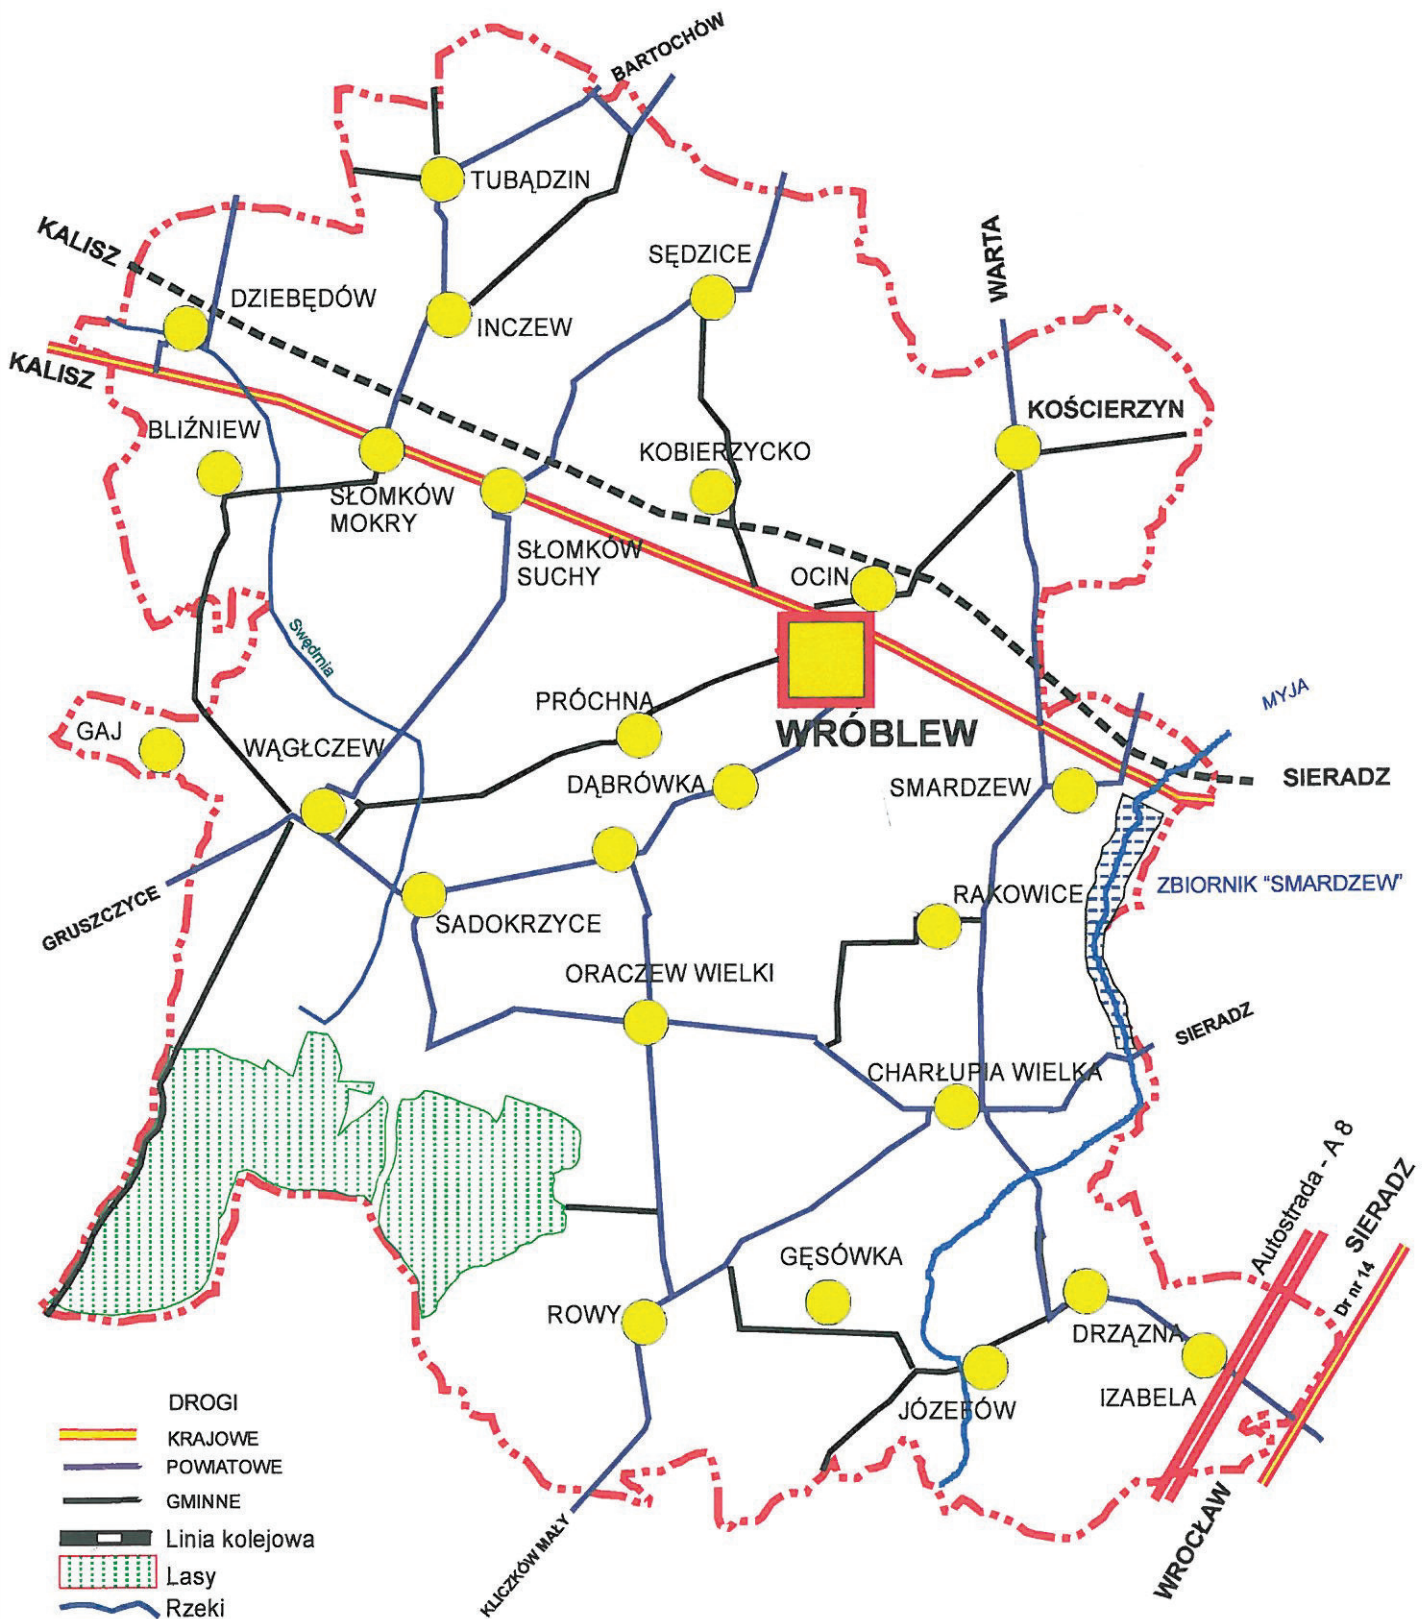 BARTOCHÓW
TUBĄDZIN
KALISZ
SĘDZICE
WARTA
DZIEBĘDÓW
INCZEW
KALISZ
KOŚCIERZYN
BLIŹNIEW
KOBIERZYCKO
SŁOMKÓW
MOKRY
SŁOMKÓW
SUCHY
OCIN
Swędrnia
PRÓCHNA
MYJA
GAJ
WĄGŁCZEW
WRÓBLEW
DĄBRÓWKA
SMARDZEW
SIERADZ
RAKOWICE
ZBIORNIK “SMARDZEW”
GRUSZCZYCE
SADOKRZYCE
ORACZEW WIELKI
SIERADZ
CHARŁUPIA WIELKA
Autostrada - A 8
SIERADZ
Dr nr 14
GĘSÓWKA
ROWY
DRZĄZNA
IZABELA
JÓZEFÓW
WROCŁAW
KLICZKÓW MAŁY
DROGI
KRAJOWE
POWIATOWE
GMINNE
Linia kolejowa
Lasy
Rzeki